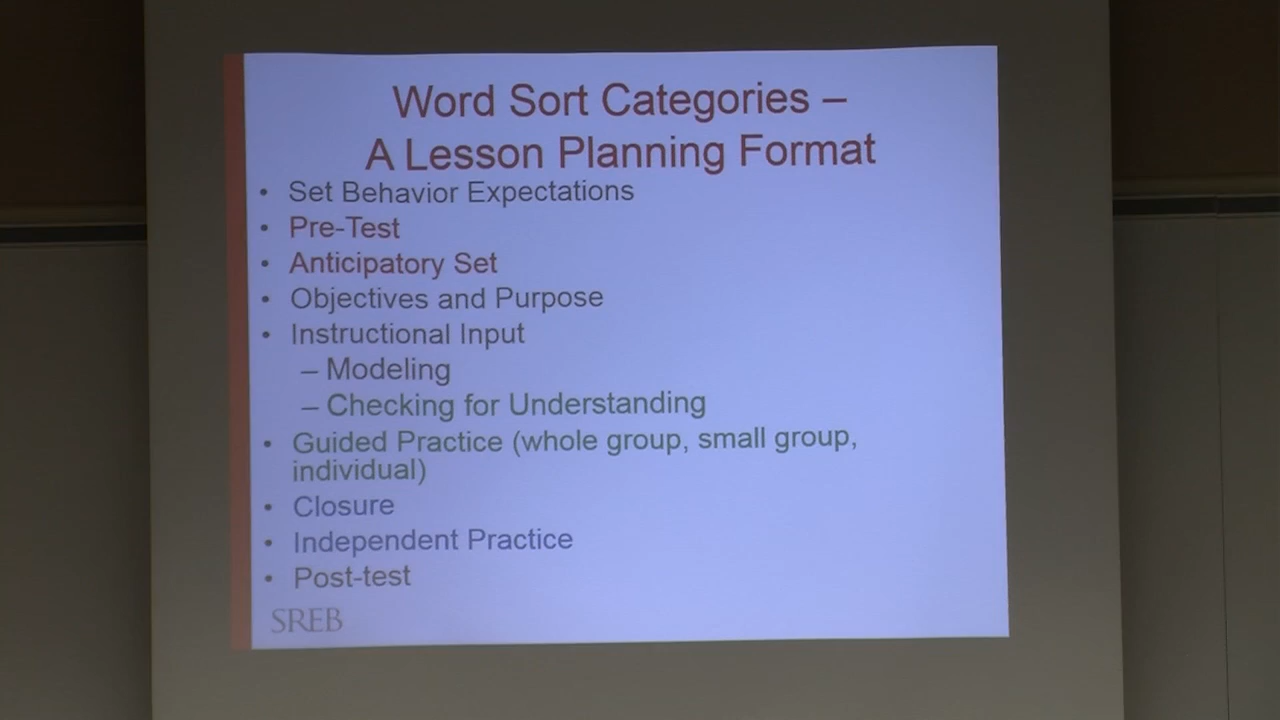 Word Sort Categories –
A Lesson Planning Format
• Set Behavior Expectations
• Pre-Test
• Anticipatory Set
• Objectives and Purpose
• Instructional Input
– Modeling
– Checking for Understanding
• Guided Practice (whole group, small group,
individual)
• Closure
• Independent Practice
• Post-test
SREB